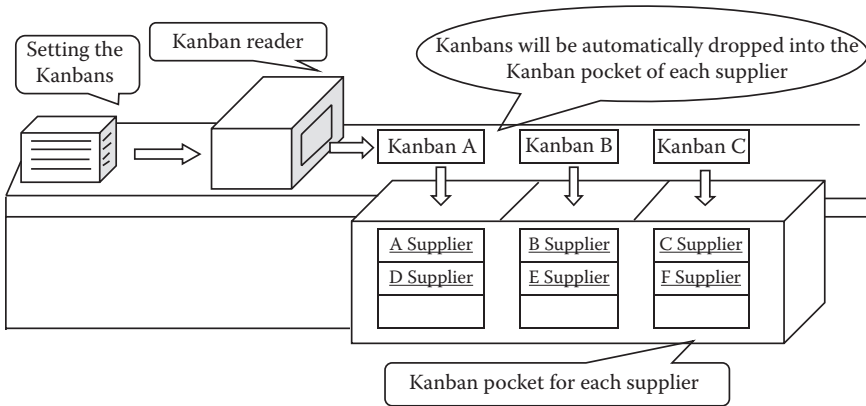 Setting the
Kanbans
Kanban reader
Kanbans will be automatically dropped into the
Kanban pocket of each supplier
Kanban A
Kanban B
Kanban C
A Supplier
B Supplier
C Supplier
D Supplier
E Supplier
F Supplier
Kanban pocket for each supplier